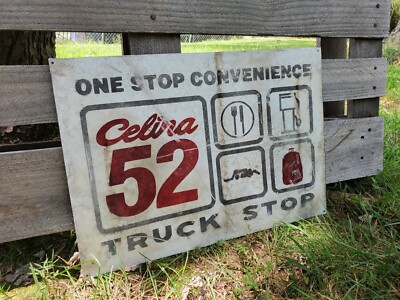 ONE STOP CONVENIENCE
Celina
52
TRUCK STOP